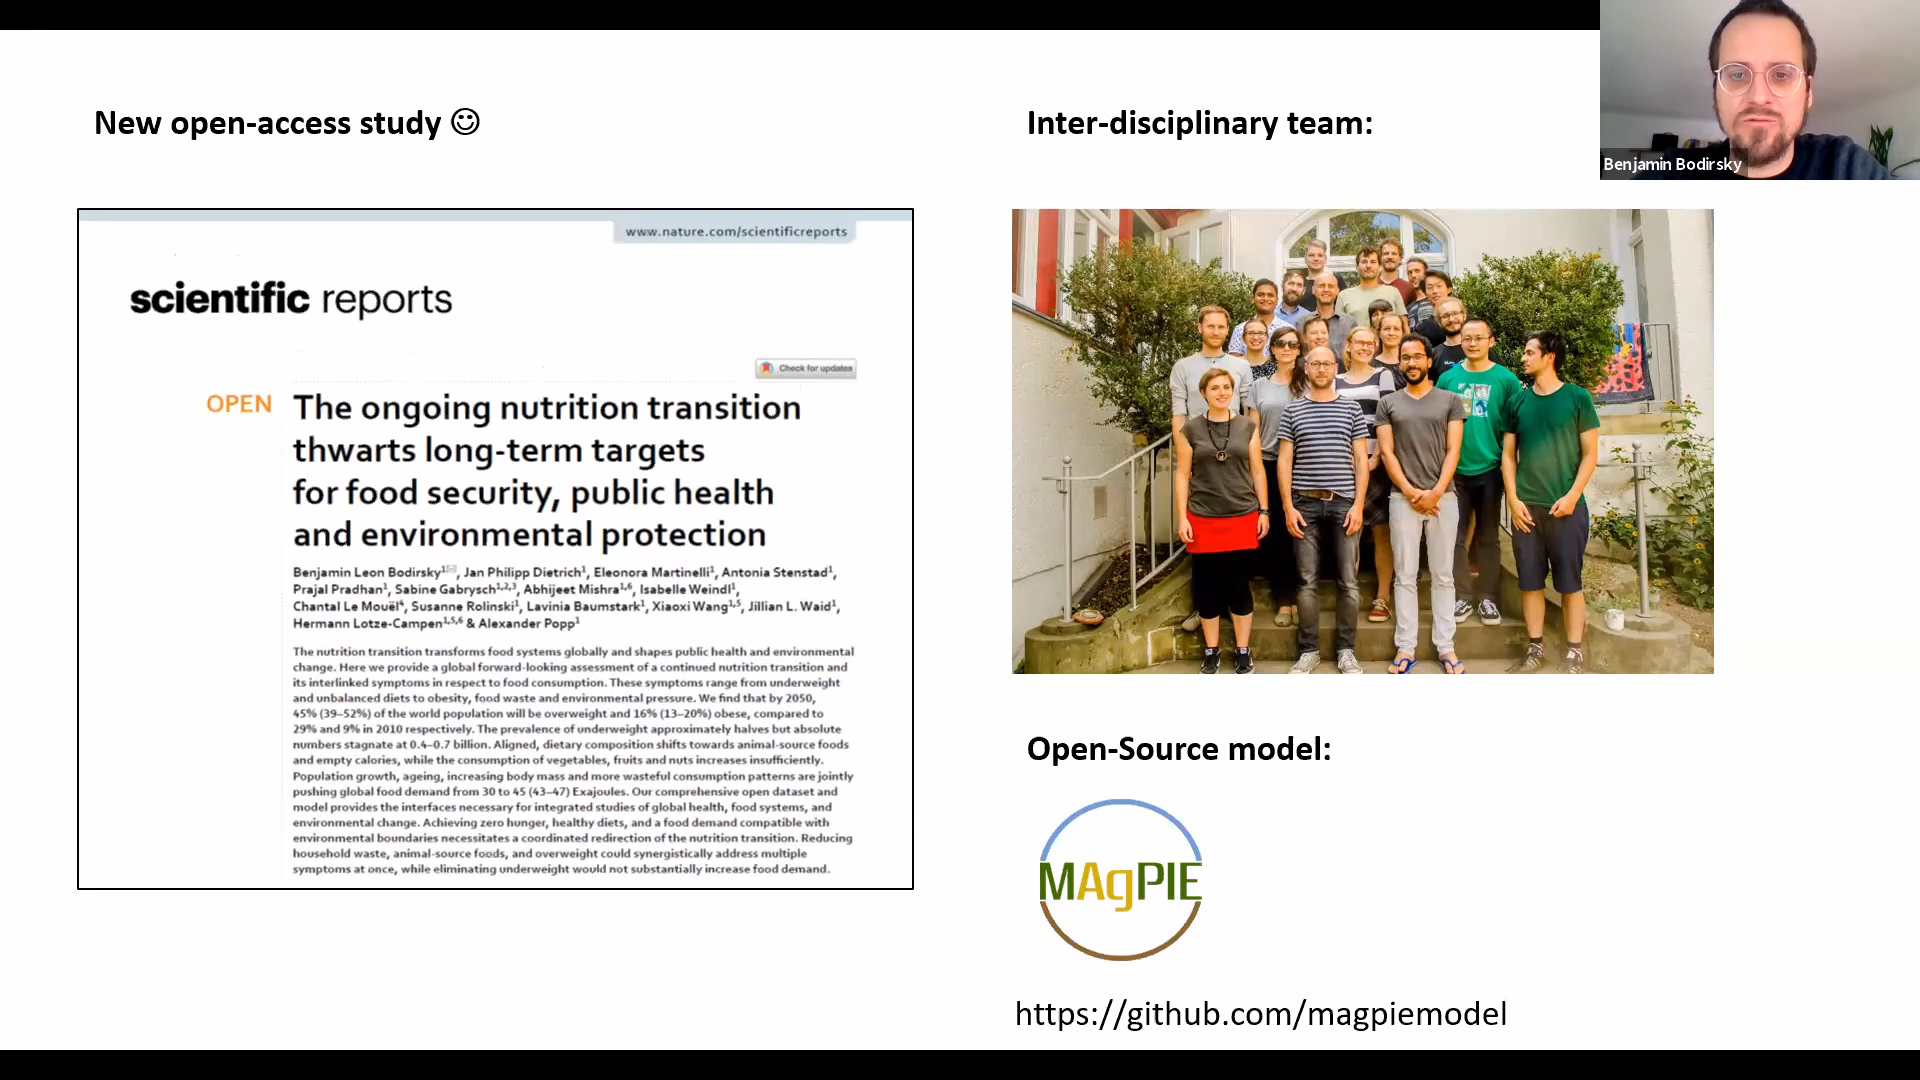 New open-access study ☺
Inter-disciplinary team:
Benjamin Bodirsky
www.nature.com/scientificreports
scientific reports
Check for updates
OPEN
The ongoing nutrition transition
thwarts long-term targets
for food security, public health
and environmental protection
Benjamin Leon Bodirsky1✉, Jan Philipp Dietrich1, Eleonora Martinelli1, Antonia Stenstad1,
Prajal Pradhan1, Sabine Gabrysch1,2,3, Abhijeet Mishra1,6, Isabelle Weindl1,
Chantal Le Mouël4, Susanne Rolinski1, Lavinia Baumstark1, Xiaoxi Wang1,5, Jillian L. Waid1,
Hermann Lotze-Campen1,5,6 & Alexander Popp1
The nutrition transition transforms food systems globally and shapes public health and environmental
change. Here we provide a global forward-looking assessment of a continued nutrition transition and
its interlinked symptoms in respect to food consumption. These symptoms range from underweight
and unbalanced diets to obesity, food waste and environmental pressure. We find that by 2050,
45% (39–52%) of the world population will be overweight and 16% (13–20%) obese, compared to
29% and 9% in 2010 respectively. The prevalence of underweight approximately halves but absolute
numbers stagnate at 0.4–0.7 billion. Aligned, dietary composition shifts towards animal-source foods
and empty calories, while the consumption of vegetables, fruits and nuts increases insufficiently.
Population growth, ageing, increasing body mass and more wasteful consumption patterns are jointly
pushing global food demand from 30 to 45 (43–47) Exajoules. Our comprehensive open dataset and
model provides the interfaces necessary for integrated studies of global health, food systems, and
environmental change. Achieving zero hunger, healthy diets, and a food demand compatible with
environmental boundaries necessitates a coordinated redirection of the nutrition transition. Reducing
household waste, animal-source foods, and overweight could synergistically address multiple
symptoms at once, while eliminating underweight would not substantially increase food demand.
Open-Source model:
MAgPIE
https://github.com/magpiemodel